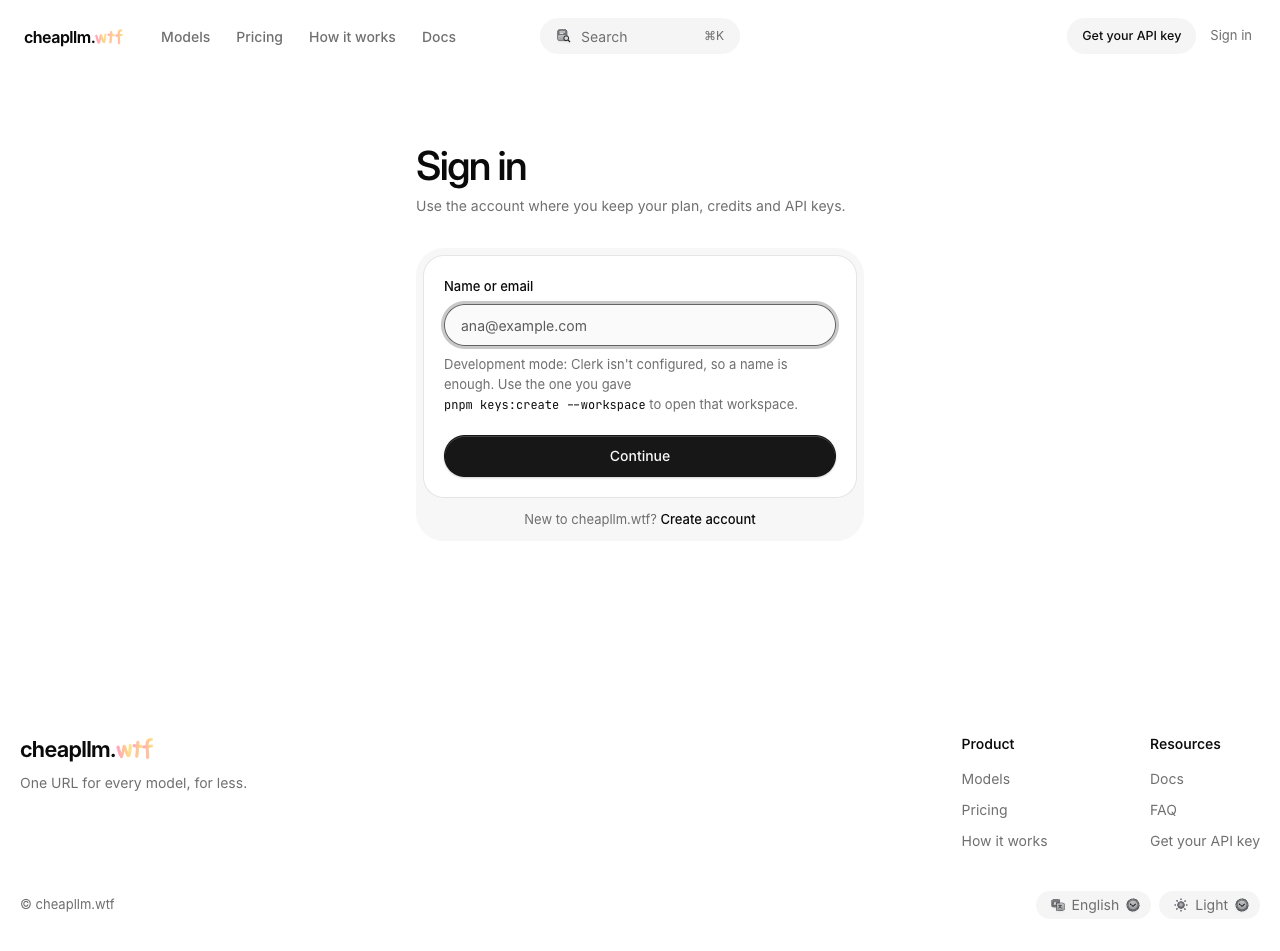 cheapllm.wtf
Models
Pricing
How it works
Docs
Search
⌘K
Get your API key
Sign in
Sign in
Use the account where you keep your plan, credits and API keys.
Name or email
ana@example.com
Development mode: Clerk isn't configured, so a name is
enough. Use the one you gave
pnpm keys:create --workspace to open that workspace.
Continue
New to cheapllm.wtf? Create account
cheapllm.wtf
One URL for every model, for less.
Product
Models
Pricing
How it works
Resources
Docs
FAQ
Get your API key
© cheapllm.wtf
English
Light